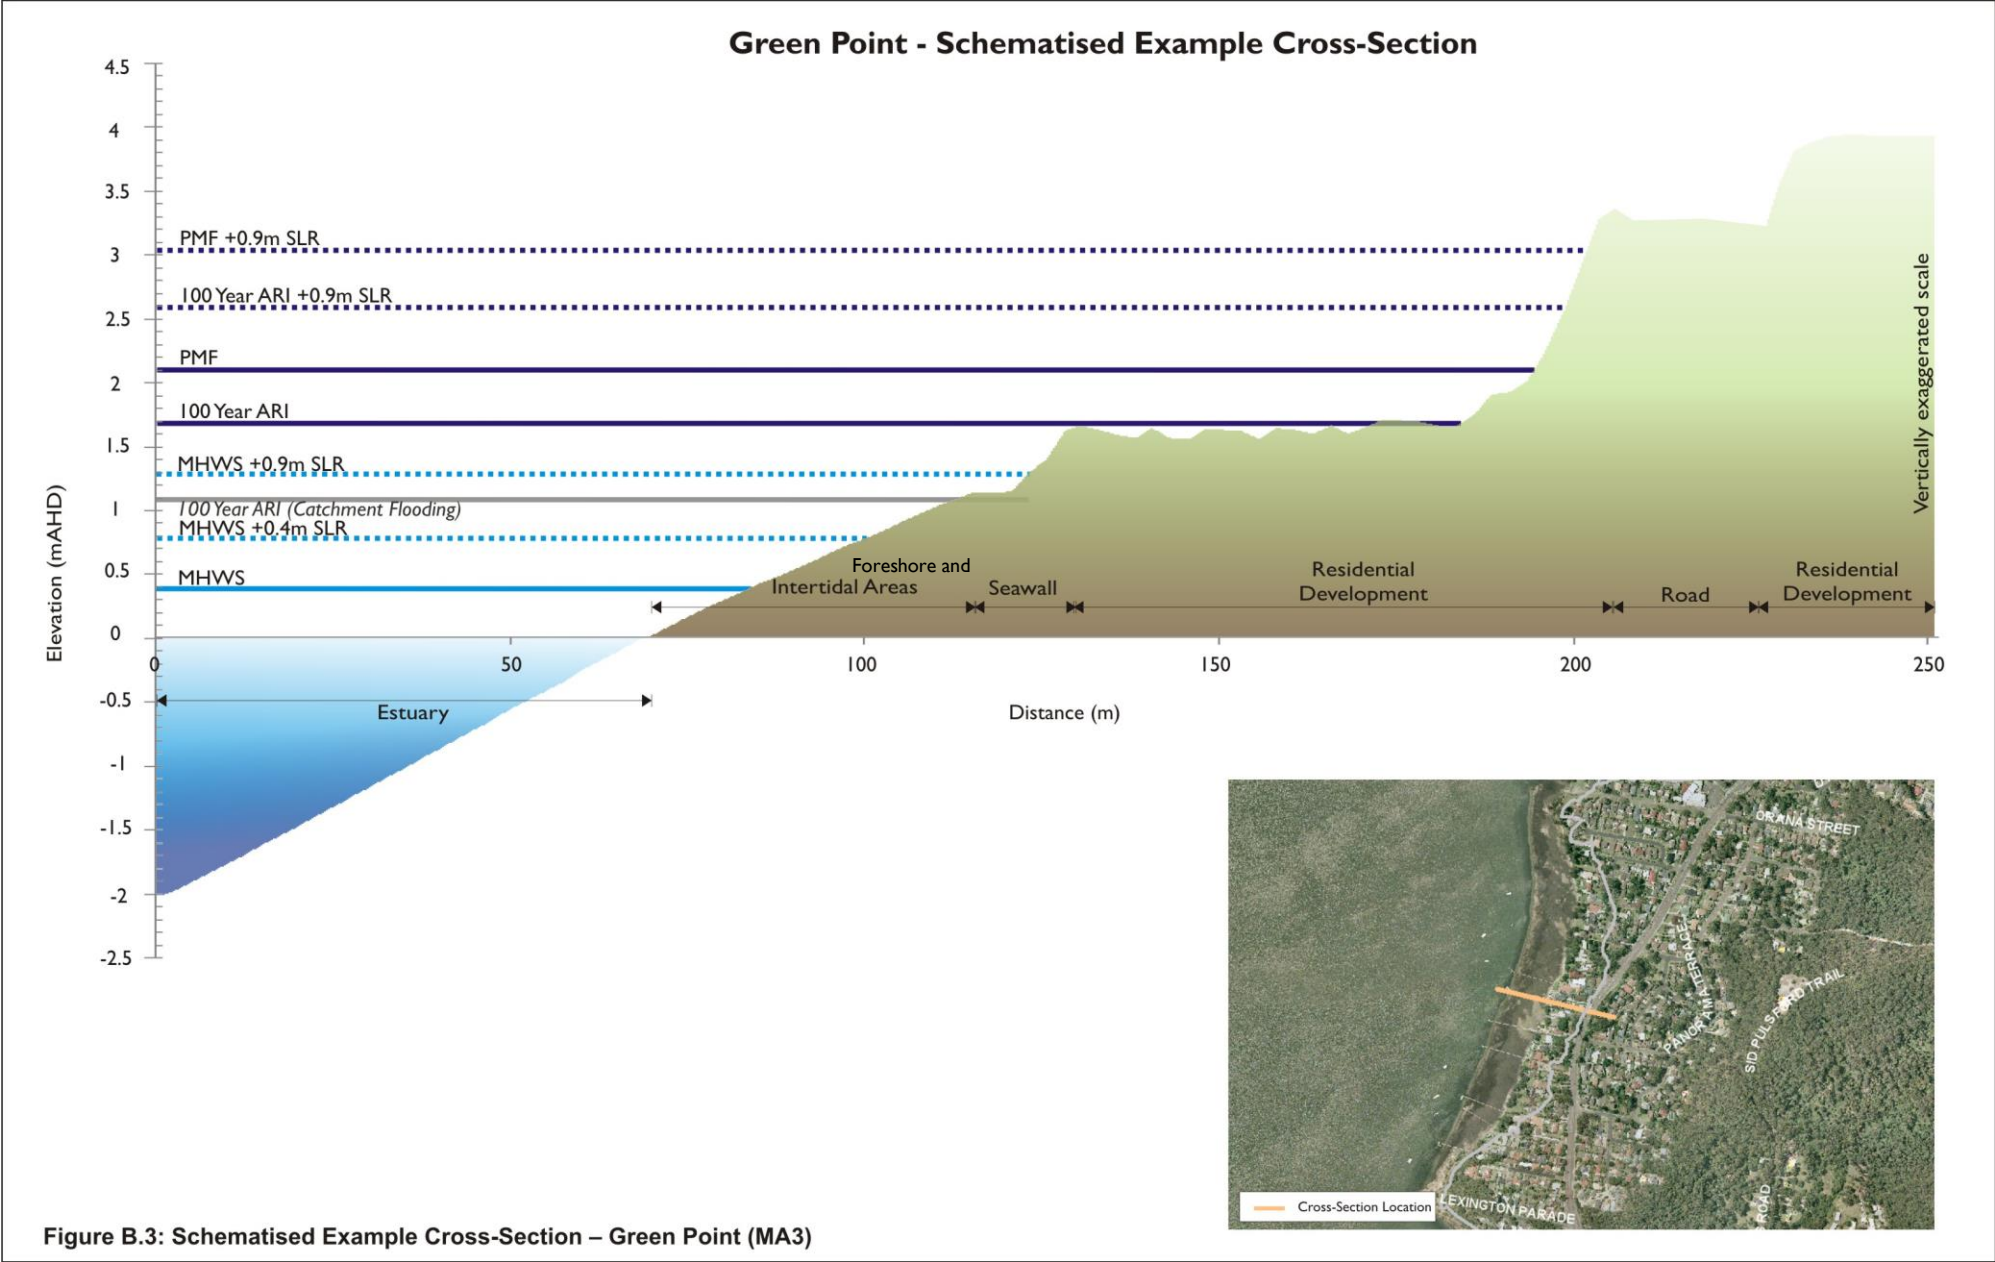 Green Point - Schematised Example Cross-Section
4.5
4
3.5
3
2.5
2
1.5
1
0.5
0
-0.5
-1
-1.5
-2
-2.5
Elevation (mAHD)
PMF +0.9m SLR
100 Year ARI +0.9m SLR
PMF
100 Year ARI
MHWS +0.9m SLR
100 Year ARI (Catchment Flooding)
MHWS +0.4m SLR
MHWS
Foreshore and
Intertidal Areas
Seawall
Residential
Development
Road
Residential
Development
Vertically exaggerated scale
0
50
100
150
200
250
Estuary
Distance (m)
ORANA STREET
PANORAMA TERRACE
SID PULSFORD TRAIL
ROAD
LEXINGTON PARADE
Cross-Section Location
Figure B.3: Schematised Example Cross-Section – Green Point (MA3)